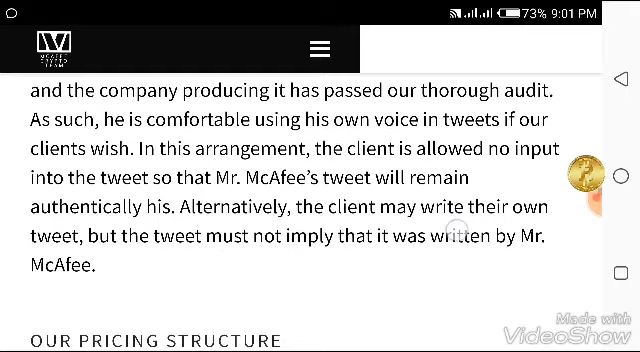 73% 9:01 PM
MCAFEE
CRYPTO
TEAM
and the company producing it has passed our thorough audit.
As such, he is comfortable using his own voice in tweets if our
clients wish. In this arrangement, the client is allowed no input
into the tweet so that Mr. McAfee’s tweet will remain
authentically his. Alternatively, the client may write their own
tweet, but the tweet must not imply that it was written by Mr.
McAfee.
OUR PRICING STRUCTURE
Made with
VideoShow